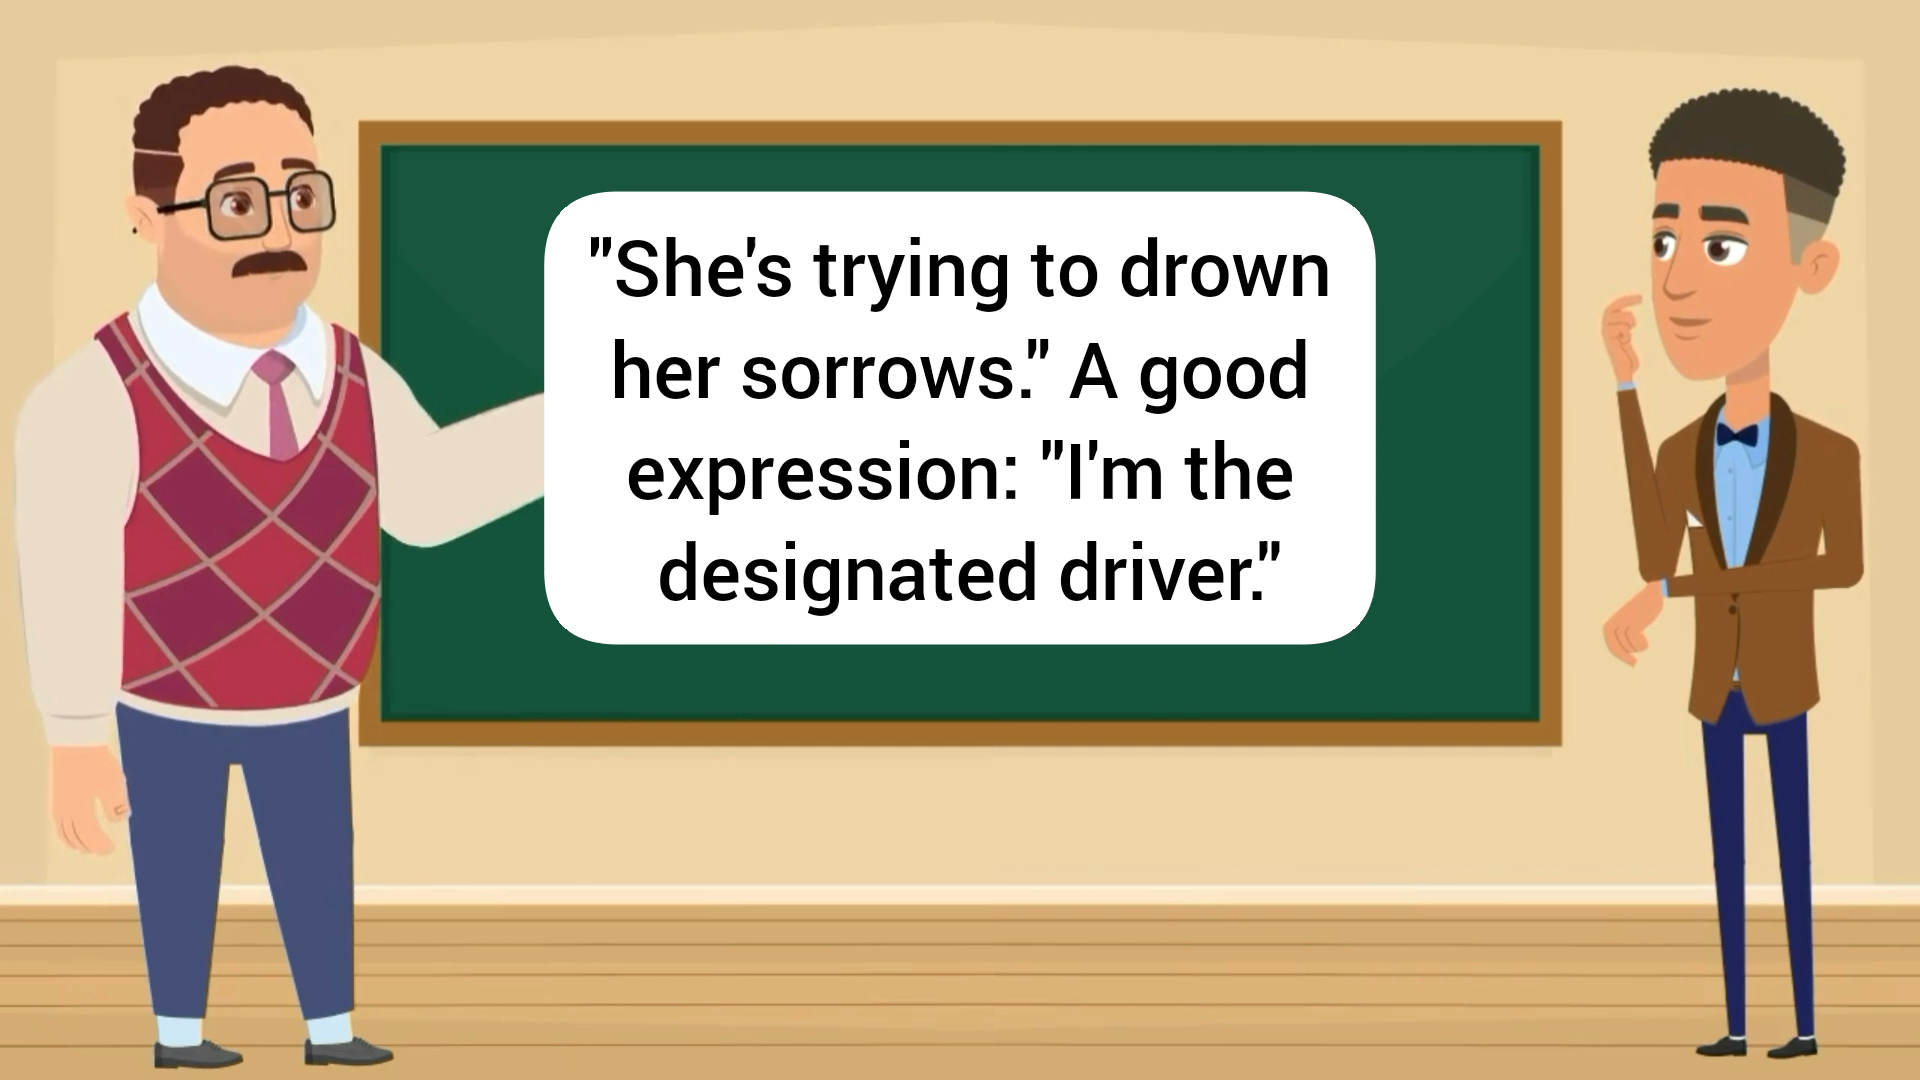 "She's trying to drown
her sorrows." A good
expression: "I'm the
designated driver."